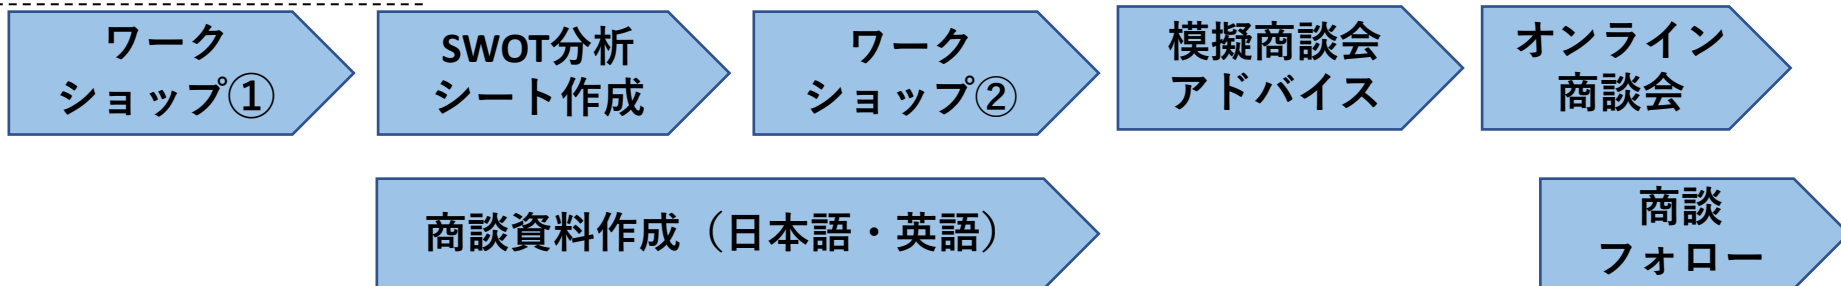 ワーク
ショップ①
SWOT分析
シート作成
ワーク
ショップ②
模擬商談会
アドバイス
オンライン
商談会
商談資料作成（日本語・英語）
商談
フォロー